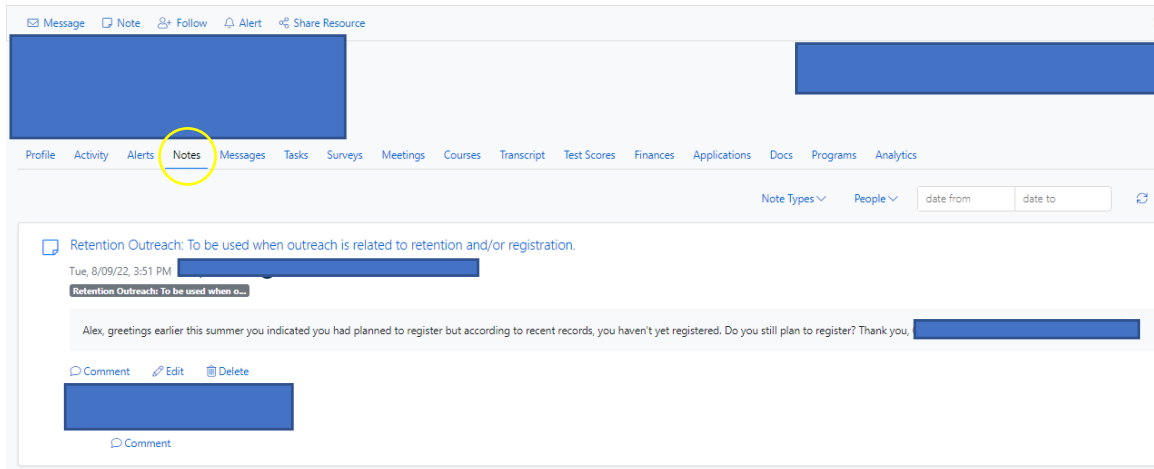 Message Note Follow Alert Share Resource
Profile Activity Alerts Notes Messages Tasks Surveys Meetings Courses Transcript Test Scores Finances Applications Docs Programs Analytics
Note Types People date from date to
Retention Outreach: To be used when outreach is related to retention and/or registration.
Tue, 8/09/22, 3:51 PM
Retention Outreach: To be used when o...
Alex, greetings earlier this summer you indicated you had planned to register but according to recent records, you haven't yet registered. Do you still plan to register? Thank you,
Comment Edit Delete
Comment